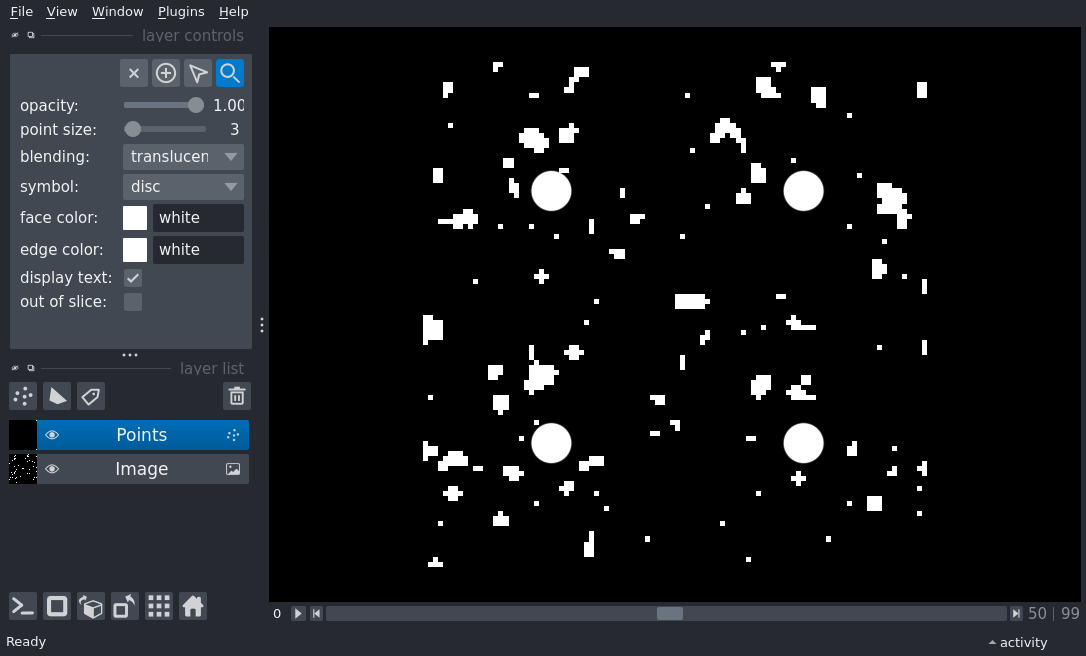 File View Window Plugins Help
layer controls
opacity: 1.00
point size: 3
blending: translucen
symbol: disc
face color: white
edge color: white
display text:
out of slice:
layer list
Points
Image
0 50 | 99
Ready activity